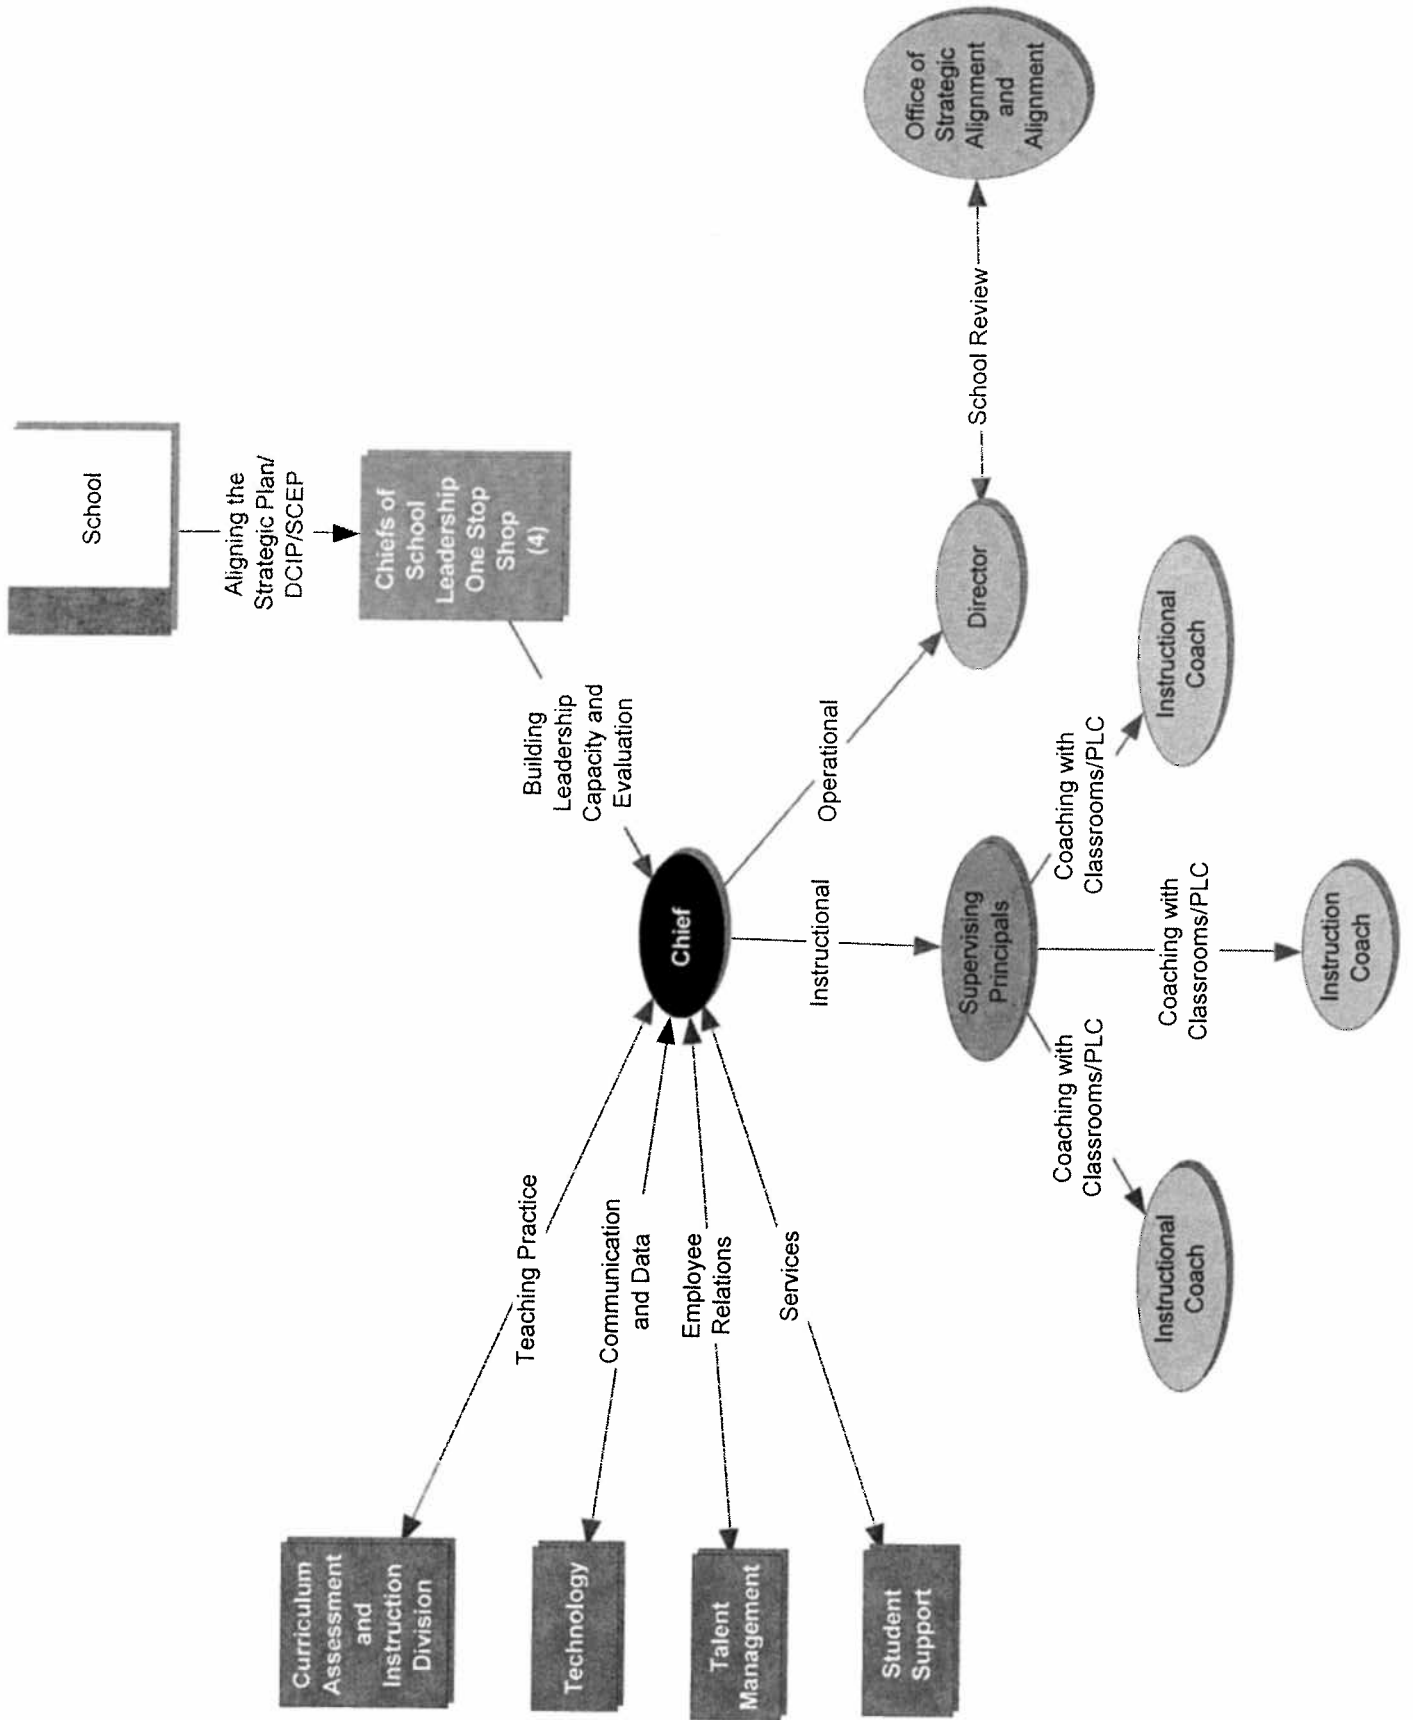 School
Aligning the
Strategic Plan/
DCIP/SCEP
Chiefs of
School
Leadership
One Stop
Shop
(4)
Building
Leadership
Capacity and
Evaluation
Chief
Curriculum
Assessment
and
Instruction
Division
Teaching Practice
Technology
Communication
and Data
Talent
Management
Employee
Relations
Student
Support
Services
Instructional
Operational
Supervising
Principals
Director
School Review
Office of
Strategic
Alignment
and
Alignment
Coaching with
Classrooms/PLC
Instructional
Coach
Coaching with
Classrooms/PLC
Instruction
Coach
Coaching with
Classrooms/PLC
Instructional
Coach